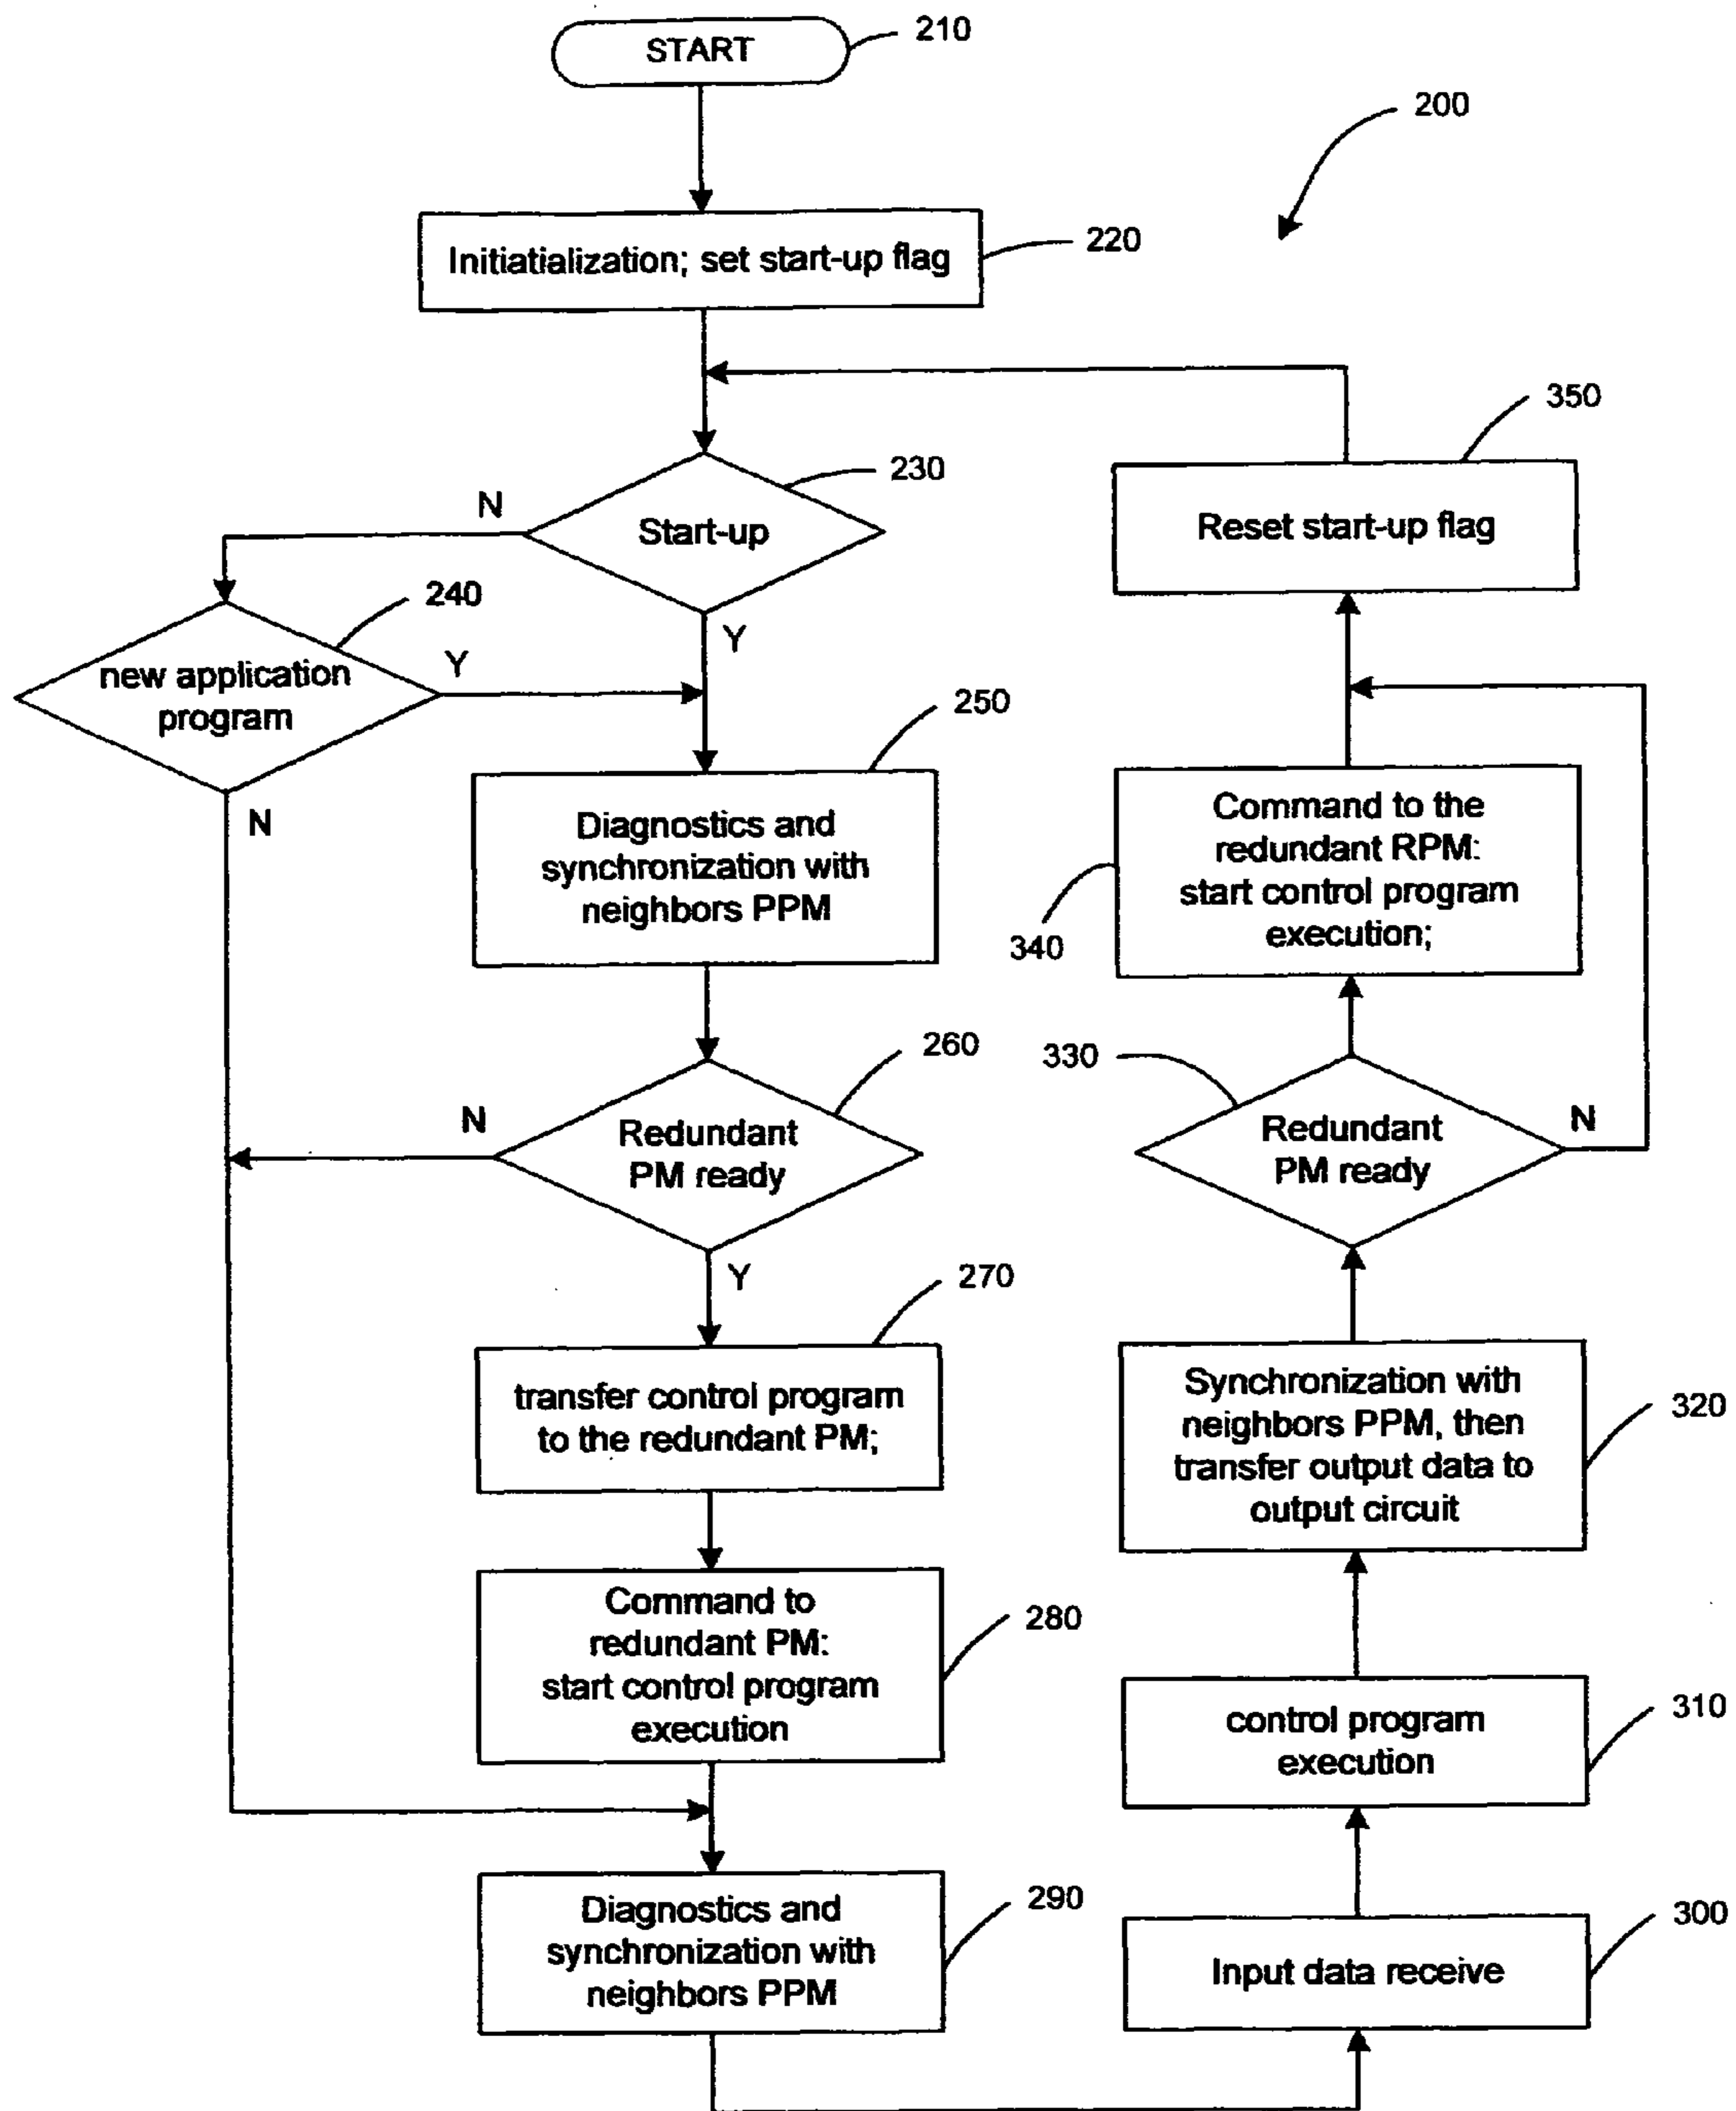 START
210
200
Initiatialization; set start-up flag
220
350
230
N
Start-up
Reset start-up flag
240
new application
program
Y
Y
250
N
Diagnostics and
synchronization with
neighbors PPM
Command to the
redundant RPM:
start control program
execution;
340
260
330
N
Redundant
PM ready
Redundant
PM ready
N
Y
270
transfer control program
to the redundant PM;
Synchronization with
neighbors PPM, then
transfer output data to
output circuit
320
Command to
redundant PM:
start control program
execution
280
control program
execution
310
Diagnostics and
synchronization with
neighbors PPM
290
Input data receive
300